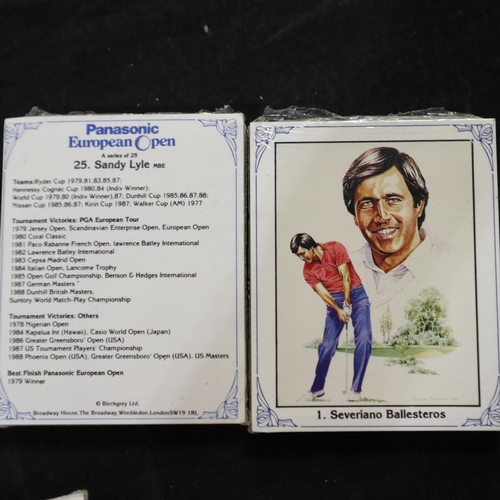 Panasonic
European Open
A series of 25
25. Sandy Lyle MBE
Teams:Ryder Cup 1979,81,83,85,87;
Hennessy Cognac Cup 1980,84 (Indiv Winner);
World Cup 1979,80 (Indiv Winner),87; Dunhill Cup 1985,86,87,88;
Nissan Cup 1985,86,87; Kirin Cup 1987; Walker Cup (AM) 1977
Tournament Victories: PGA European Tour
1979 Jersey Open, Scandinavian Enterprise Open, European Open
1980 Coral Classic
1981 Paco Rabanne French Open, lawrence Batley International
1982 Lawrence Batley International
1983 Cepsa Madrid Open
1984 Italian Open, Lancome Trophy
1985 Open Golf Championship, Benson & Hedges International
1987 German Masters
1988 Dunhill British Masters,
Suntory World Match-Play Championship
Tournament Victories: Others
1978 Nigerian Open
1984 Kapalua Int (Hawaii), Casio World Open (Japan)
1986 Greater Greensboro' Open (USA)
1987 US Tournament Players' Championship
1988 Phoenix Open (USA), Greater Greensboro' Open (USA), US Masters
Best Finish Panasonic European Open
1979 Winner
© Birchgrey Ltd.
Broadway House, The Broadway, Wimbledon, London SW19 1RL
1. Severiano Ballesteros